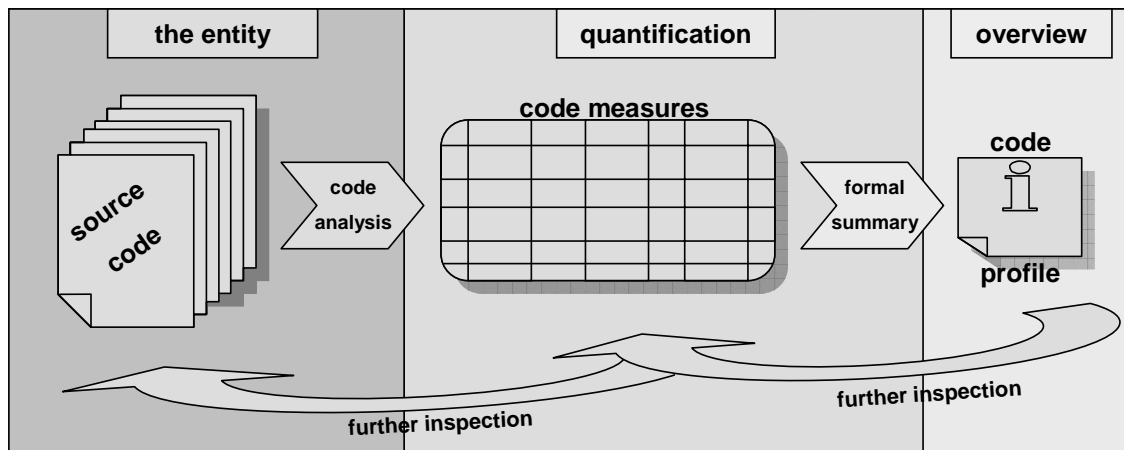 the entity
quantification
overview
source
code
code
analysis
code measures
formal
summary
code
i
profile
further inspection
further inspection